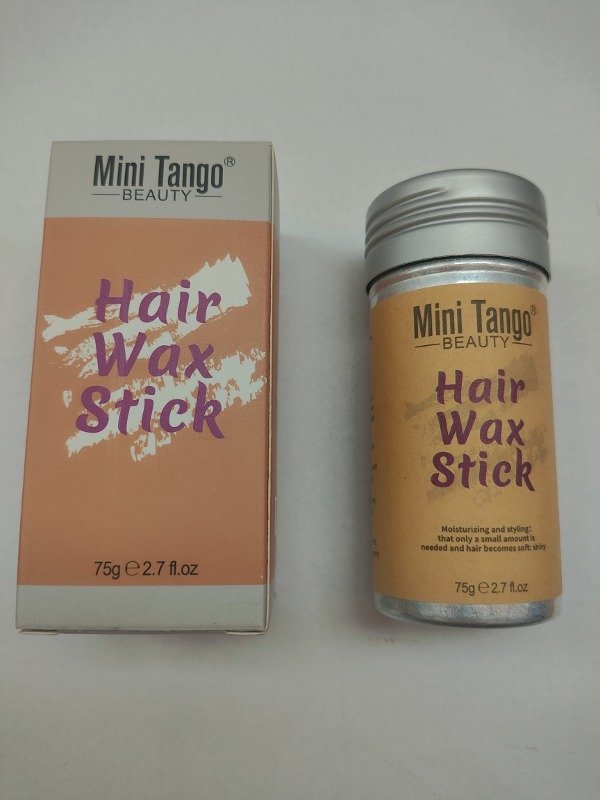 Mini Tango®
BEAUTY
Hair
Wax
Stick
75g ℮ 2.7 fl.oz
Mini Tango®
BEAUTY
Hair
Wax
Stick
Moisturizing and styling:
that only a small amount is
needed and hair becomes soft: shiny
75g ℮ 2.7 fl.oz